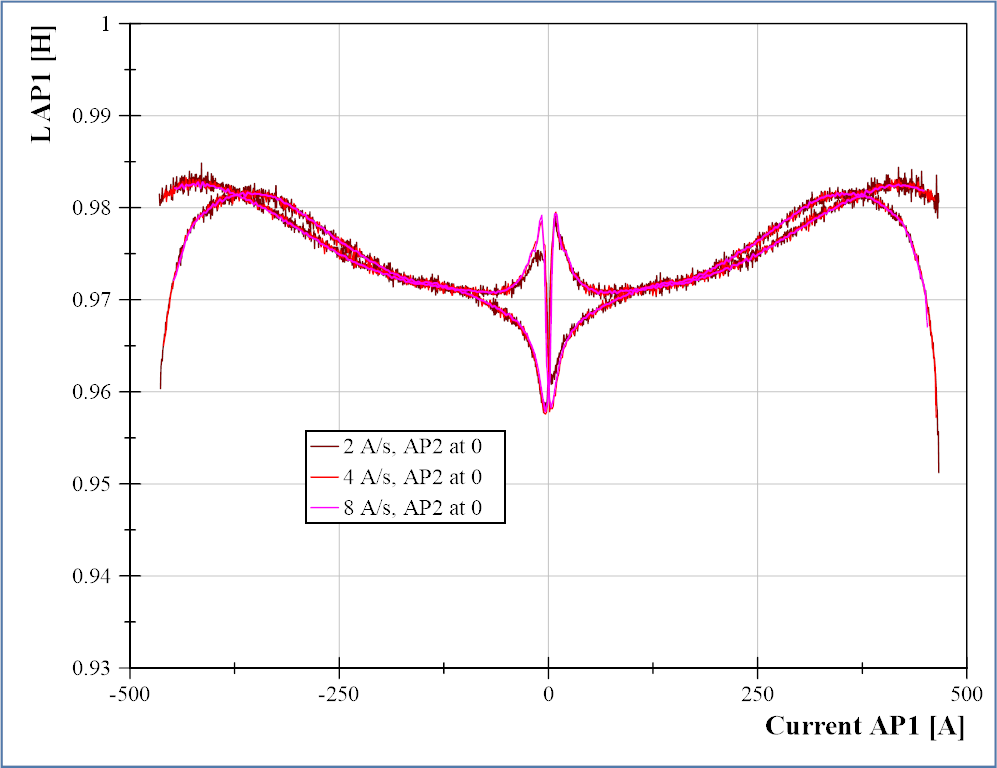 L AP1 [H]
1
0.99
0.98
0.97
0.96
0.95
0.94
0.93
2 A/s, AP2 at 0
4 A/s, AP2 at 0
8 A/s, AP2 at 0
-500
-250
0
250
500
Current AP1 [A]